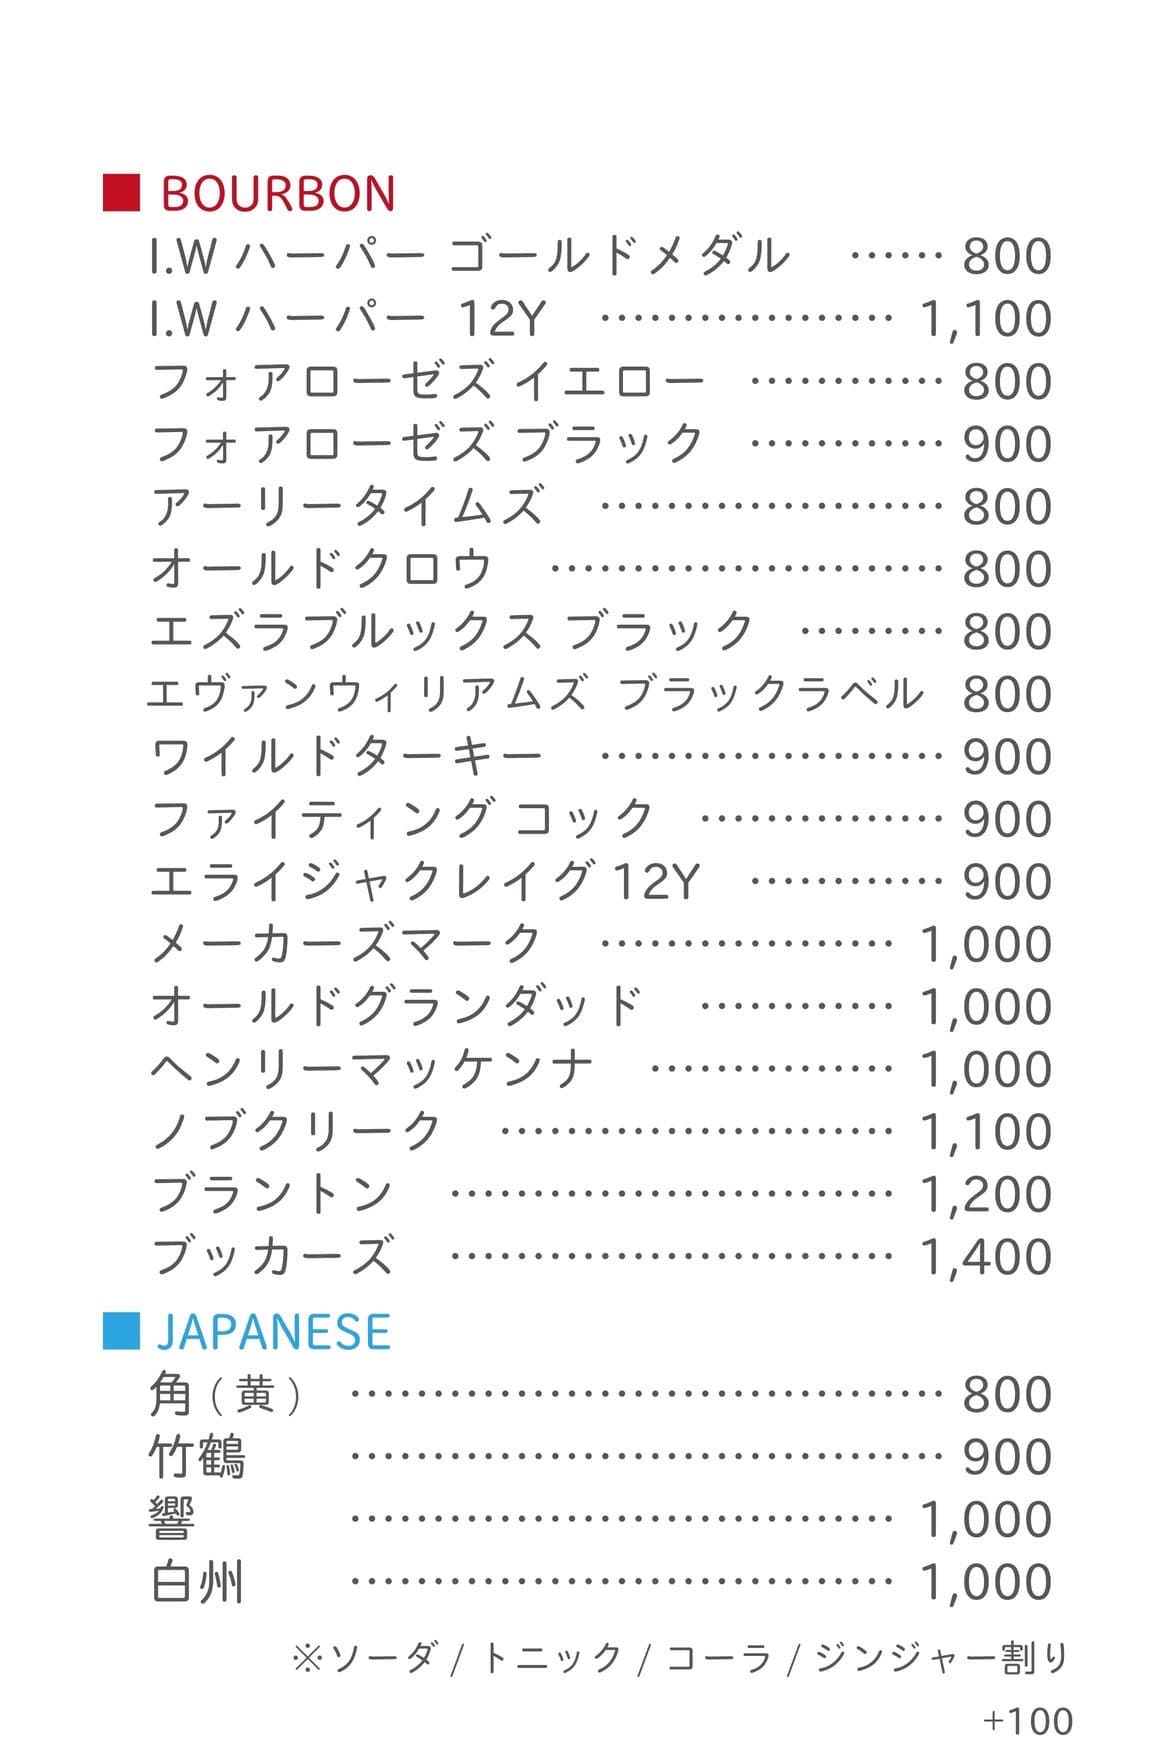 ■ BOURBON
I.W ハーパー ゴールドメダル …… 800
I.W ハーパー 12Y ……………… 1,100
フォアローゼズ イエロー ………… 800
フォアローゼズ ブラック ………… 900
アーリータイムズ ………………… 800
オールドクロウ …………………… 800
エズラブルックス ブラック ……… 800
エヴァンウィリアムズ ブラックラベル 800
ワイルドターキー ………………… 900
ファイティング コック …………… 900
エライジャクレイグ 12Y ………… 900
メーカーズマーク ……………… 1,000
オールドグランダッド ………… 1,000
ヘンリーマッケンナ …………… 1,000
ノブクリーク …………………… 1,100
ブラントン ……………………… 1,200
ブッカーズ ……………………… 1,400
■ JAPANESE
角(黄) ……………………………… 800
竹鶴 ……………………………… 900
響 …………………………… 1,000
白州 …………………………… 1,000
※ソーダ/トニック/コーラ/ジンジャー割り
+100